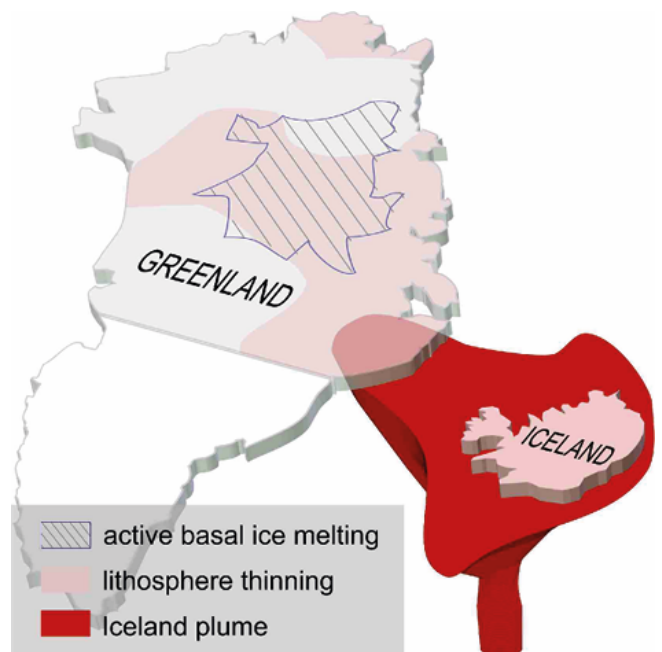 GREENLAND
ICELAND
active basal ice melting
lithosphere thinning
Iceland plume